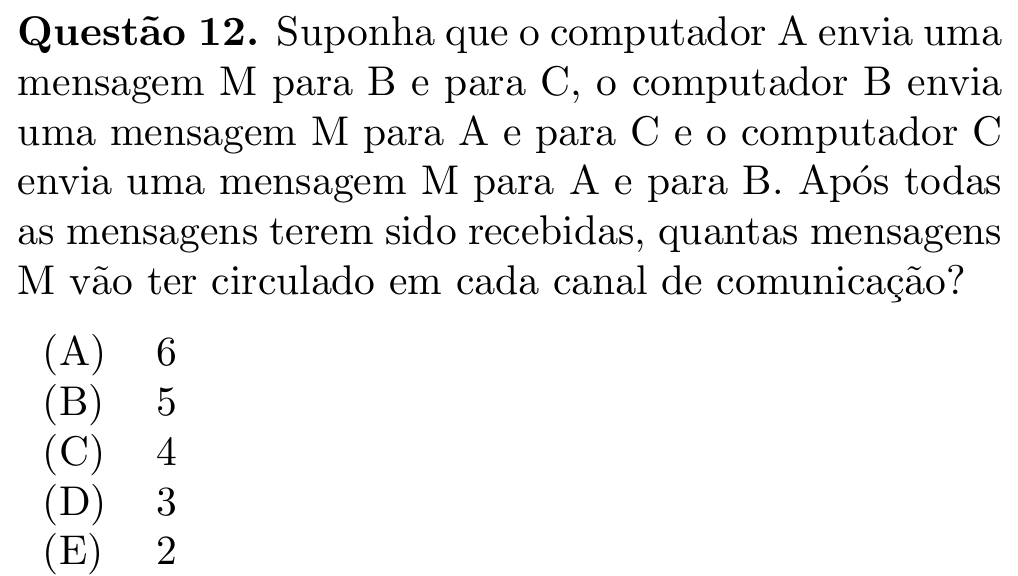 Questão 12. Suponha que o computador A envia uma
mensagem M para B e para C, o computador B envia
uma mensagem M para A e para C e o computador C
envia uma mensagem M para A e para B. Após todas
as mensagens terem sido recebidas, quantas mensagens
M vão ter circulado em cada canal de comunicação?
(A) 6
(B) 5
(C) 4
(D) 3
(E) 2